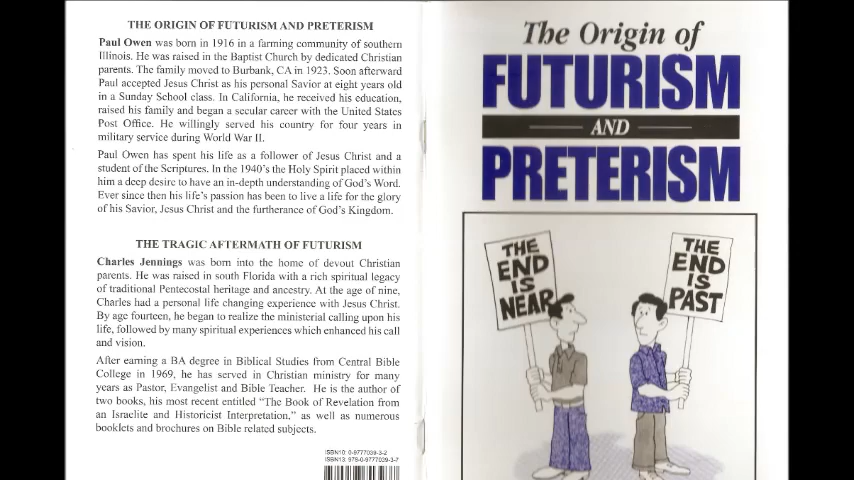 THE ORIGIN OF FUTURISM AND PRETERISM
Paul Owen was born in 1916 in a farming community of southern
Illinois. He was raised in the Baptist Church by dedicated Christian
parents. The family moved to Burbank, CA in 1923. Soon afterward
Paul accepted Jesus Christ as his personal Savior at eight years old
in a Sunday School class. In California, he received his education,
raised his family and began a secular career with the United States
Post Office. He willingly served his country for four years in
military service during World War II.
Paul Owen has spent his life as a follower of Jesus Christ and a
student of the Scriptures. In the 1940's the Holy Spirit placed within
him a deep desire to have an in-depth understanding of God's Word.
Ever since then his life's passion has been to live a life for the glory
of his Savior, Jesus Christ and the furtherance of God's Kingdom.
THE TRAGIC AFTERMATH OF FUTURISM
Charles Jennings was born into the home of devout Christian
parents. He was raised in south Florida with a rich spiritual legacy
of traditional Pentecostal heritage and ancestry. At the age of nine,
Charles had a personal life changing experience with Jesus Christ.
By age fourteen, he began to realize the ministerial calling upon his
life, followed by many spiritual experiences which enhanced his call
and vision.
After earning a BA degree in Biblical Studies from Central Bible
College in 1969, he has served in Christian ministry for many
years as Pastor, Evangelist and Bible Teacher. He is the author of
two books, his most recent entitled "The Book of Revelation from
an Israelite and Historicist Interpretation," as well as numerous
booklets and brochures on Bible related subjects.
ISBN10: 0-9777039-3-2
ISBN13: 978-0-9777039-3-7
The Origin of
FUTURISM
AND
PRETERISM
THE
END
IS
NEAR
THE
END
IS
PAST